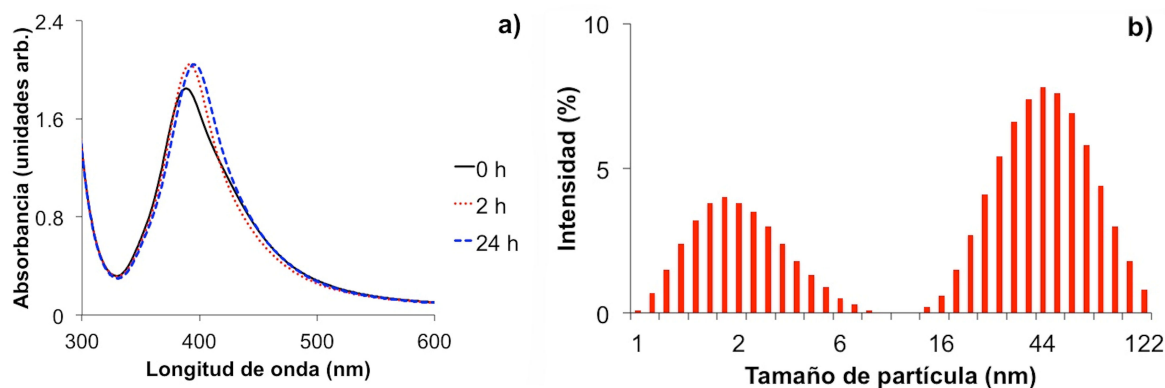 a)
2.4
1.6
0.8
0
Absorbancia (unidades arb.)
300 400 500 600
Longitud de onda (nm)
0 h
2 h
24 h
b)
10
5
0
Intensidad (%)
1 2 6 16 44 122
Tamaño de partícula (nm)